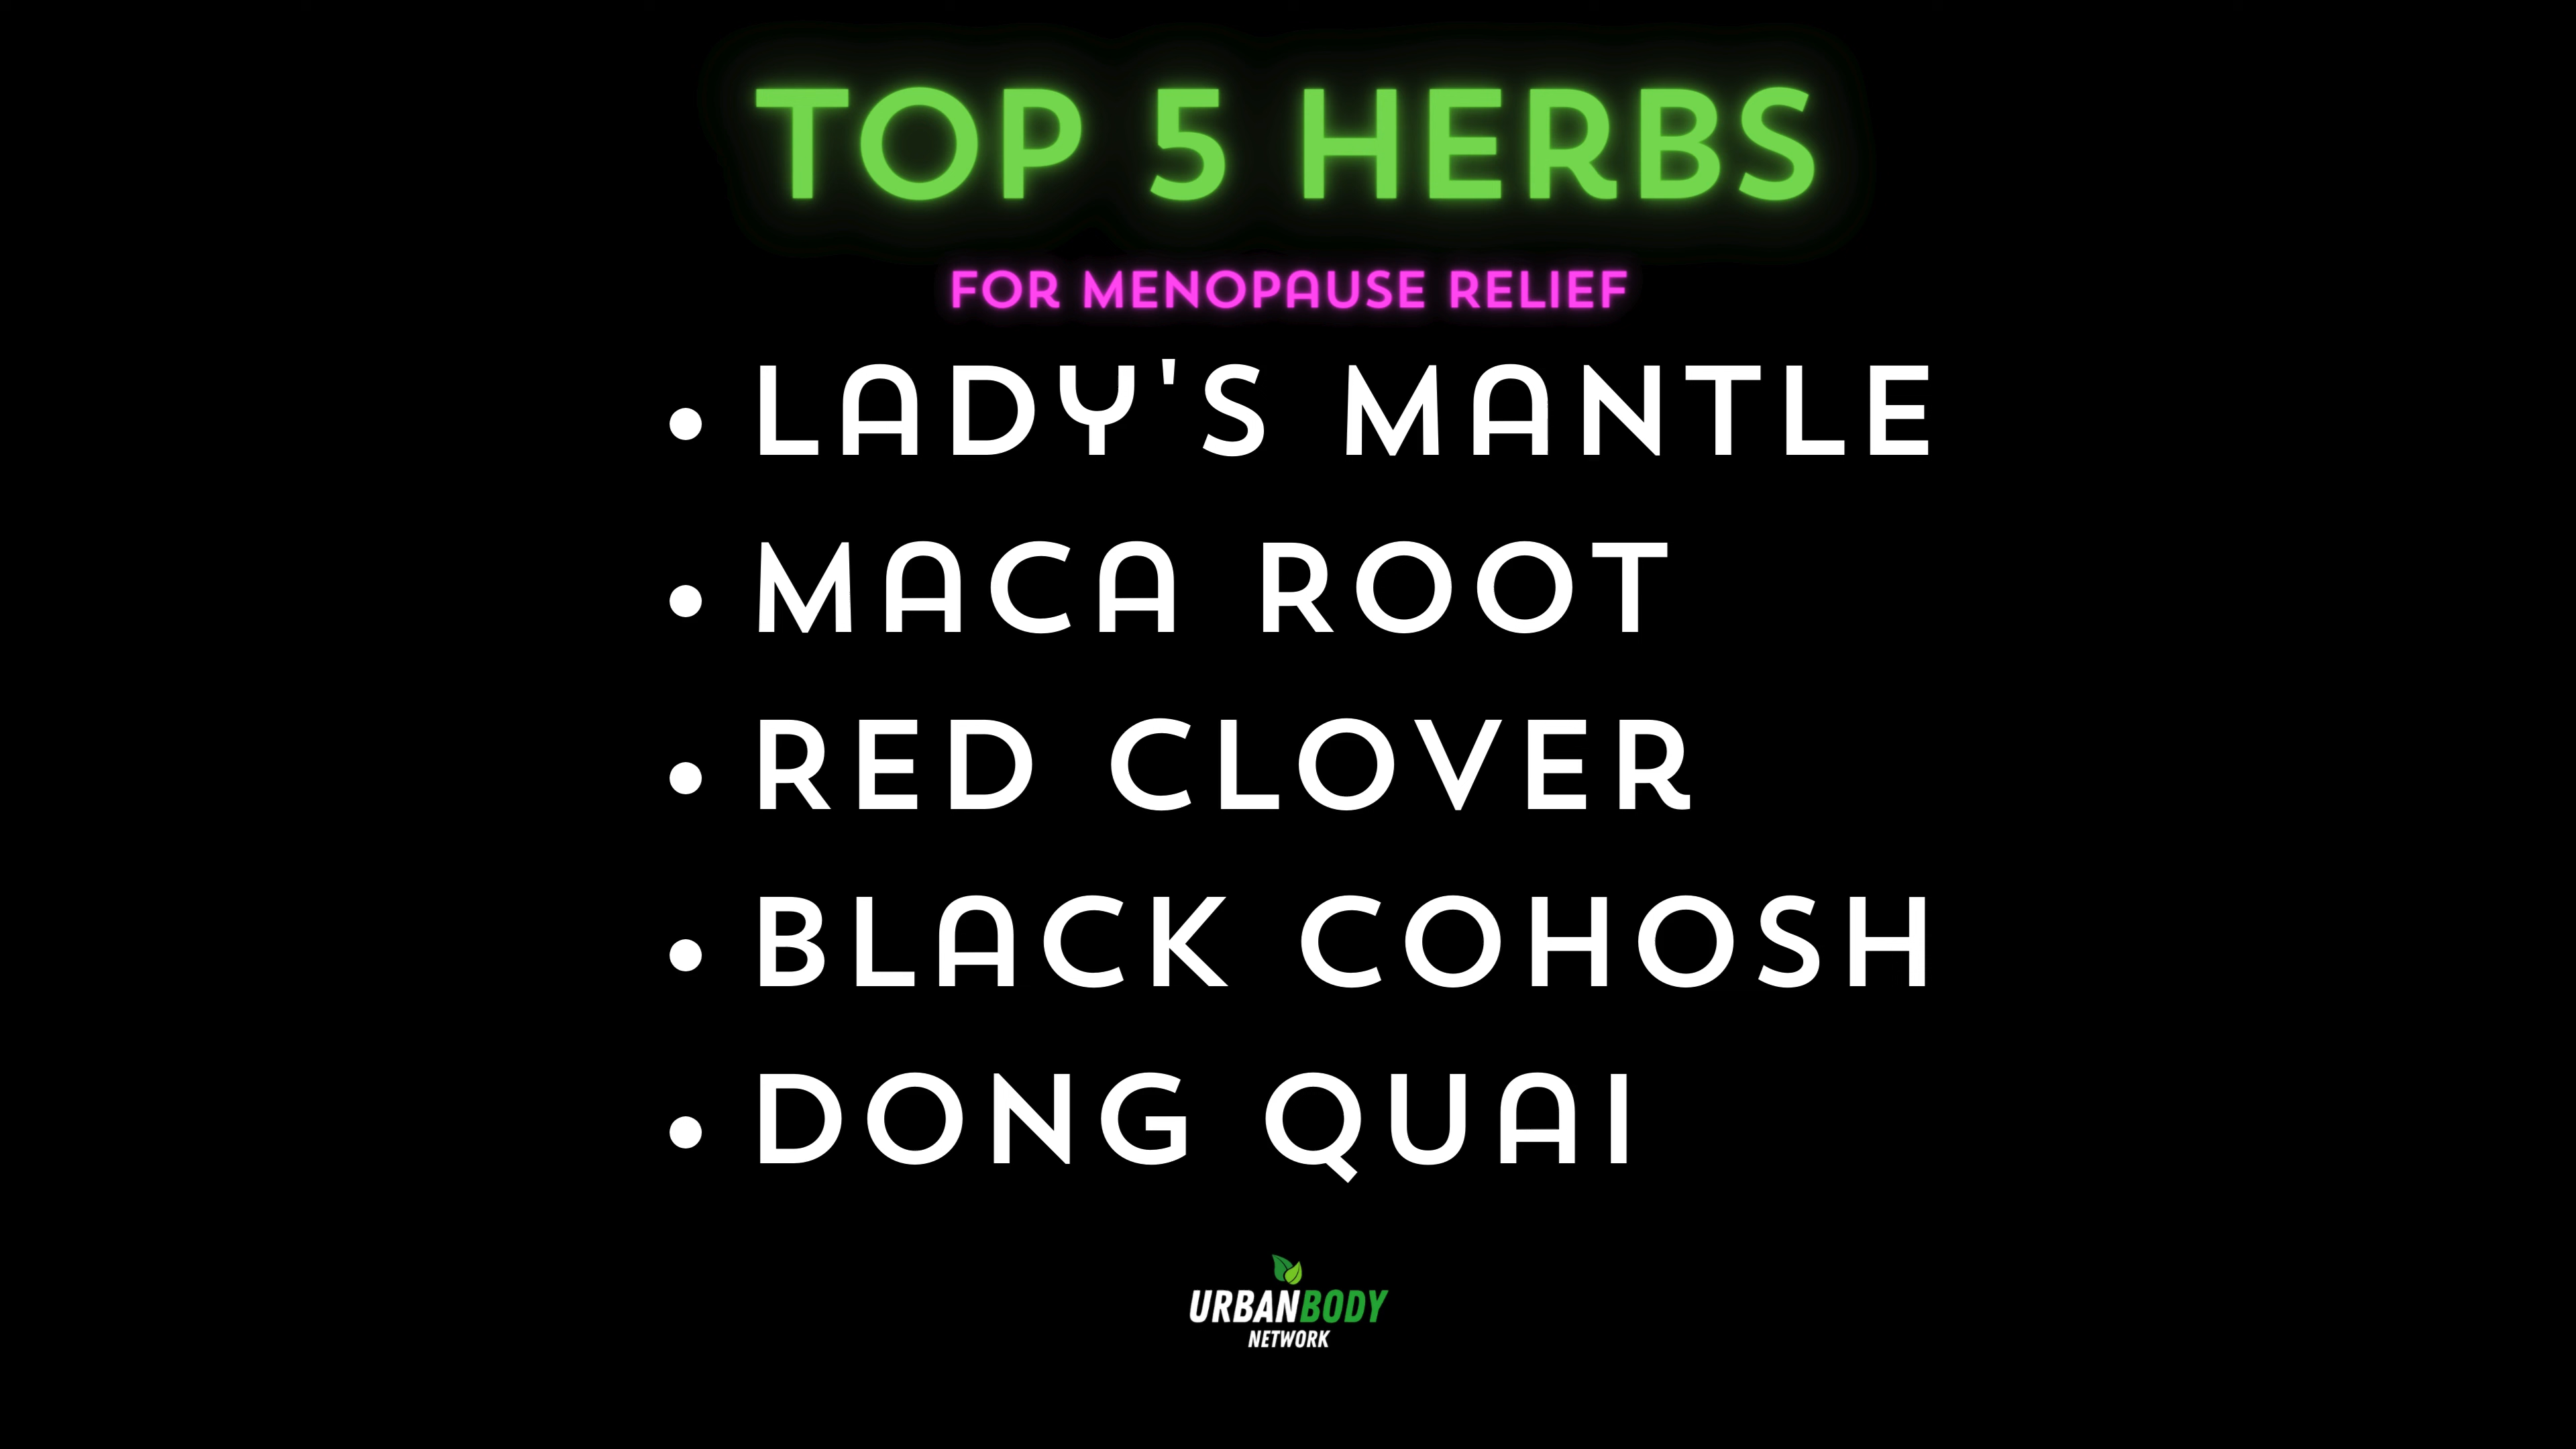 TOP 5 HERBS
FOR MENOPAUSE RELIEF
• LADY'S MANTLE
• MACA ROOT
• RED CLOVER
• BLACK COHOSH
• DONG QUAI
URBANBODY
NETWORK